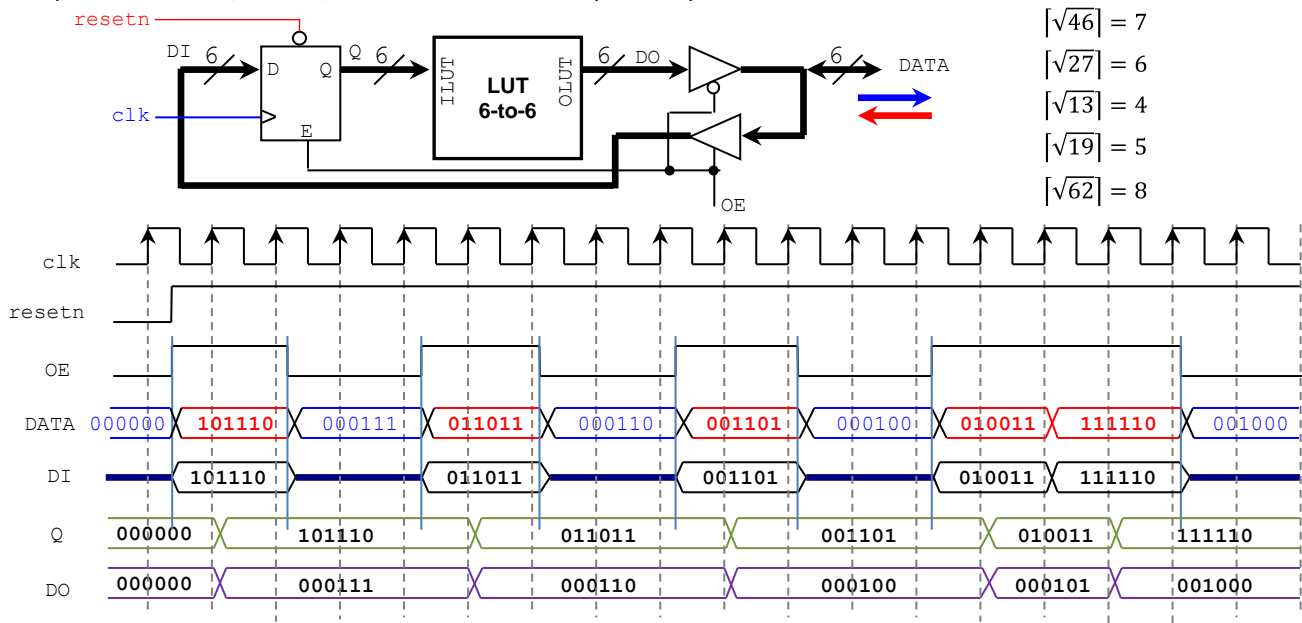 resetn
DI 6 Q 6 6 DO 6 DATA
D Q ILUT LUT 6-to-6 OLUT
clk
E
OE
⌈√46⌉ = 7
⌈√27⌉ = 6
⌈√13⌉ = 4
⌈√19⌉ = 5
⌈√62⌉ = 8
clk
resetn
OE
DATA 000000 101110 000111 011011 000110 001101 000100 010011 111110 001000
DI 101110 011011 001101 010011 111110
Q 000000 101110 011011 001101 010011 111110
DO 000000 000111 000110 000100 000101 001000